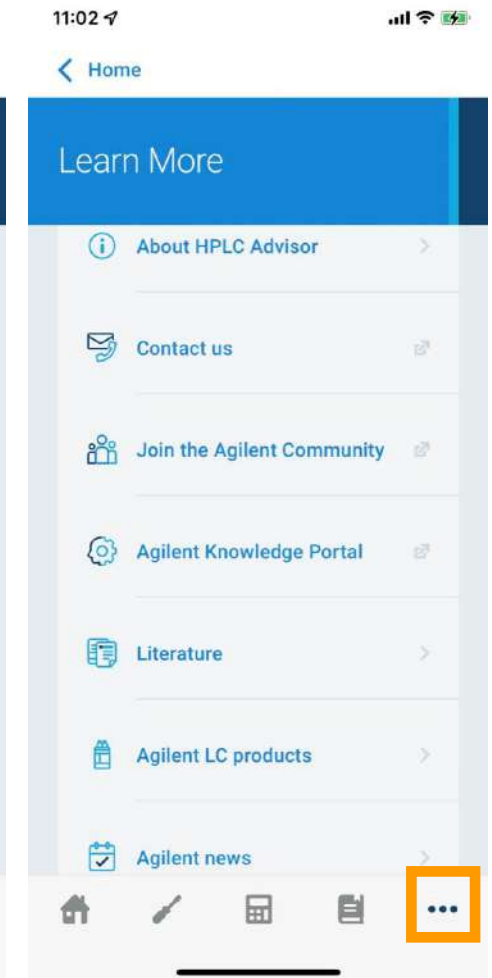 11:02
Home
Learn More
About HPLC Advisor
Contact us
Join the Agilent Community
Agilent Knowledge Portal
Literature
Agilent LC products
Agilent news